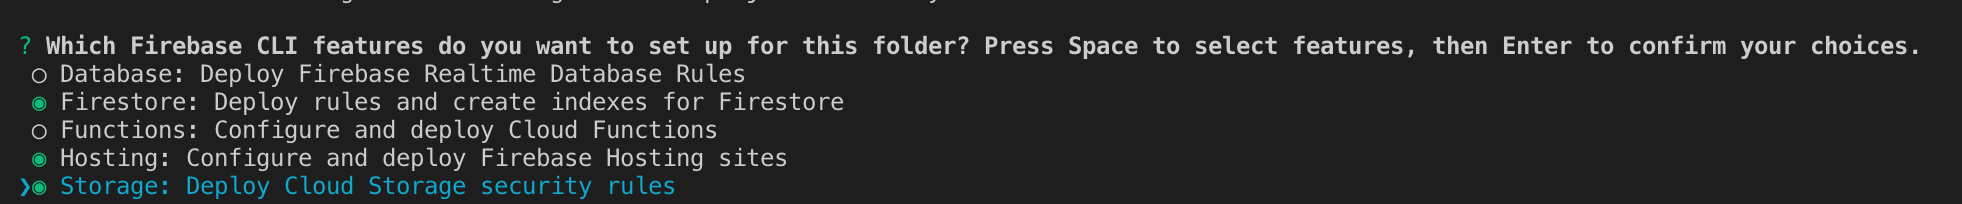 ? Which Firebase CLI features do you want to set up for this folder? Press Space to select features, then Enter to confirm your choices.
◯ Database: Deploy Firebase Realtime Database Rules
◉ Firestore: Deploy rules and create indexes for Firestore
◯ Functions: Configure and deploy Cloud Functions
◉ Hosting: Configure and deploy Firebase Hosting sites
❯◉ Storage: Deploy Cloud Storage security rules